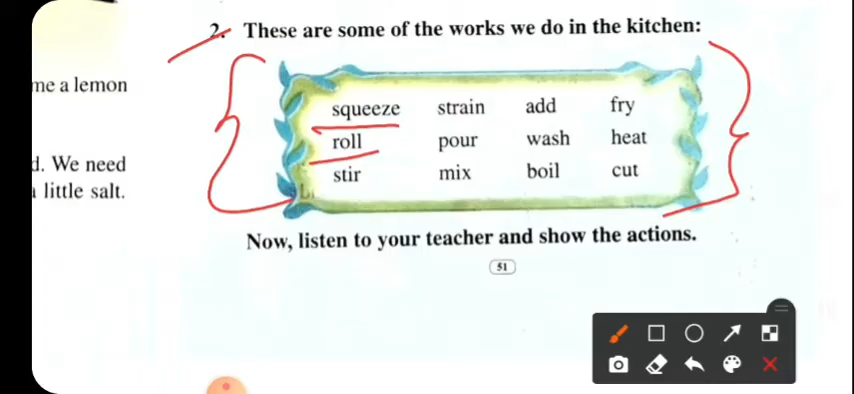 me a lemon
d. We need
little salt.
2. These are some of the works we do in the kitchen:
squeeze strain add fry
roll pour wash heat
stir mix boil cut
Now, listen to your teacher and show the actions.
51